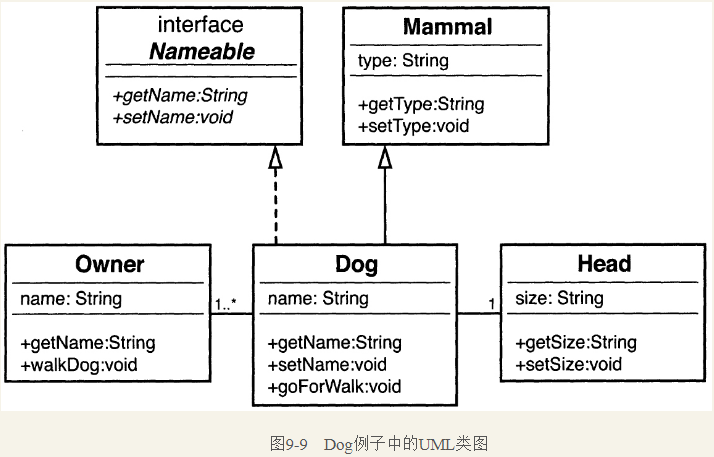 interface
Nameable
+getName:String
+setName:void
Mammal
type: String
+getType:String
+setType:void
Owner
name: String
+getName:String
+walkDog:void
1..*
Dog
name: String
+getName:String
+setName:void
+goForWalk:void
1
Head
size: String
+getSize:String
+setSize:void
图9-9 Dog例子中的UML类图